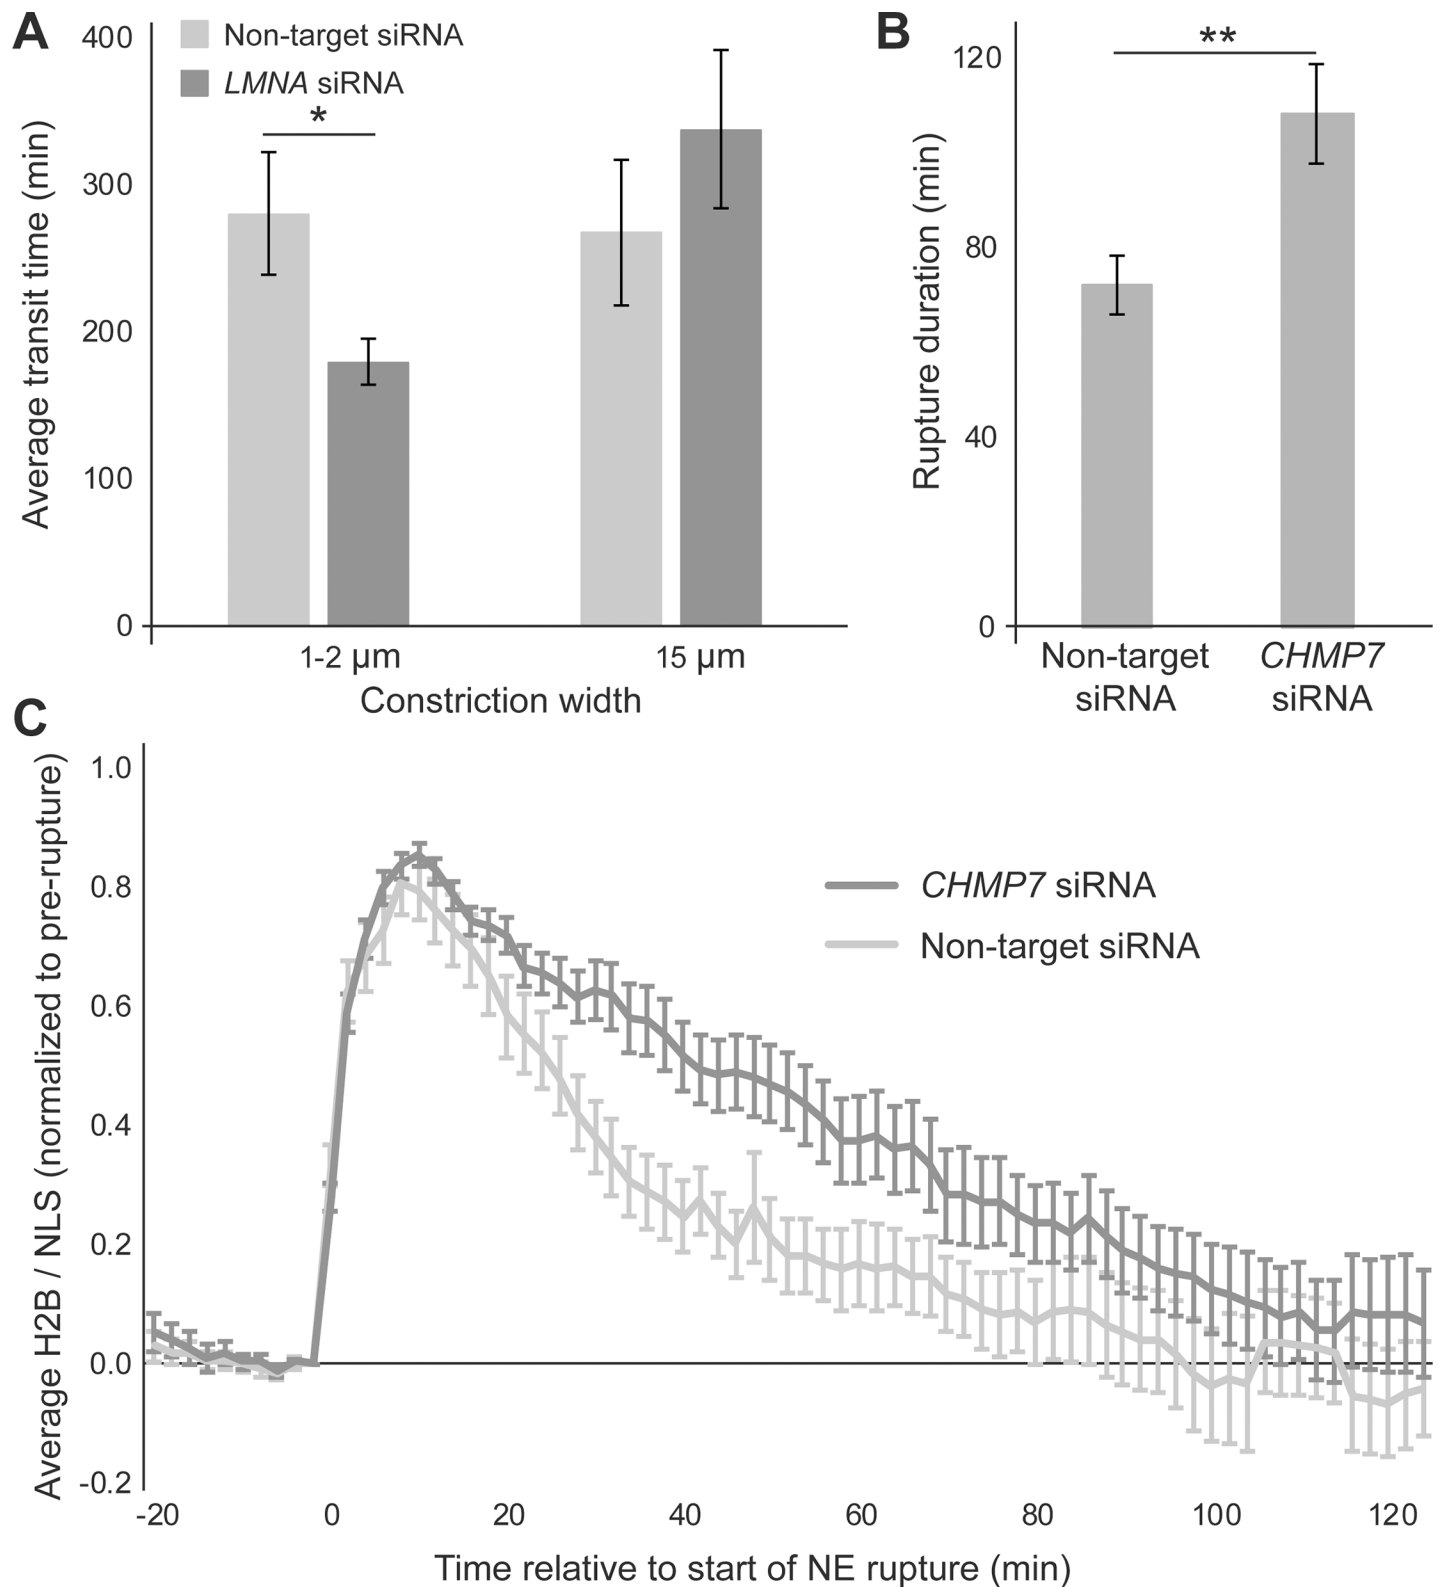 A
Average transit time (min)
400
300
200
100
0
Non-target siRNA
LMNA siRNA
*
1-2 µm
15 µm
Constriction width
B
Rupture duration (min)
120
80
40
0
**
Non-target
siRNA
CHMP7
siRNA
C
Average H2B / NLS (normalized to pre-rupture)
1.0
0.8
0.6
0.4
0.2
0.0
-0.2
CHMP7 siRNA
Non-target siRNA
-20
0
20
40
60
80
100
120
Time relative to start of NE rupture (min)